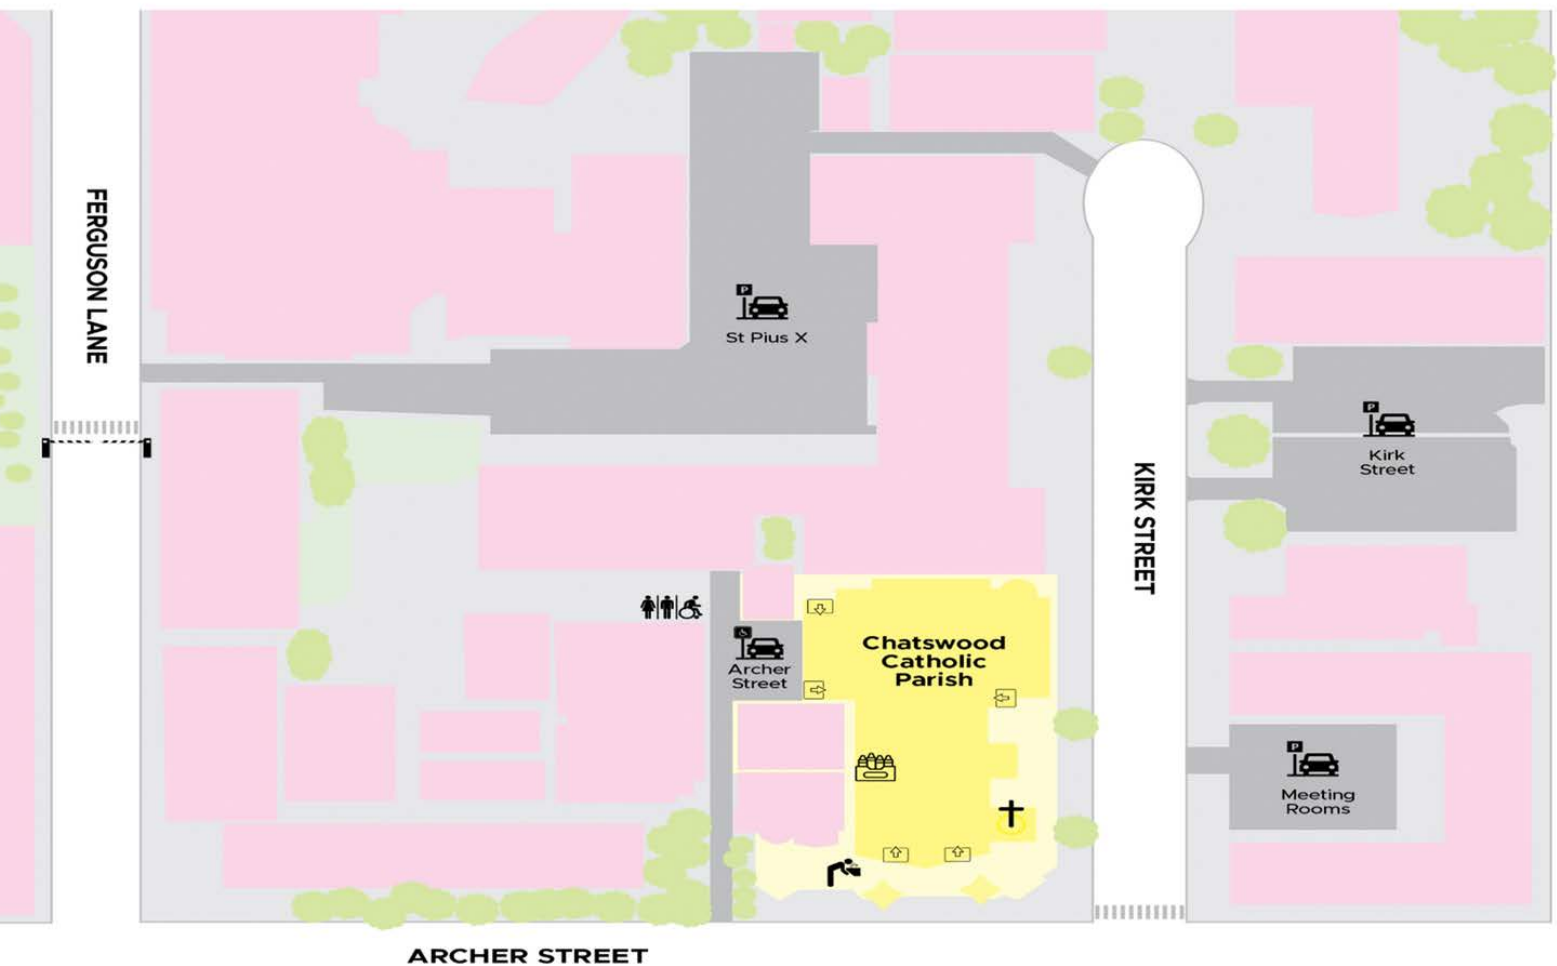 FERGUSON LANE
P
St Pius X
P
Kirk
Street
KIRK STREET
Archer
Street
Chatswood
Catholic
Parish
P
Meeting
Rooms
ARCHER STREET